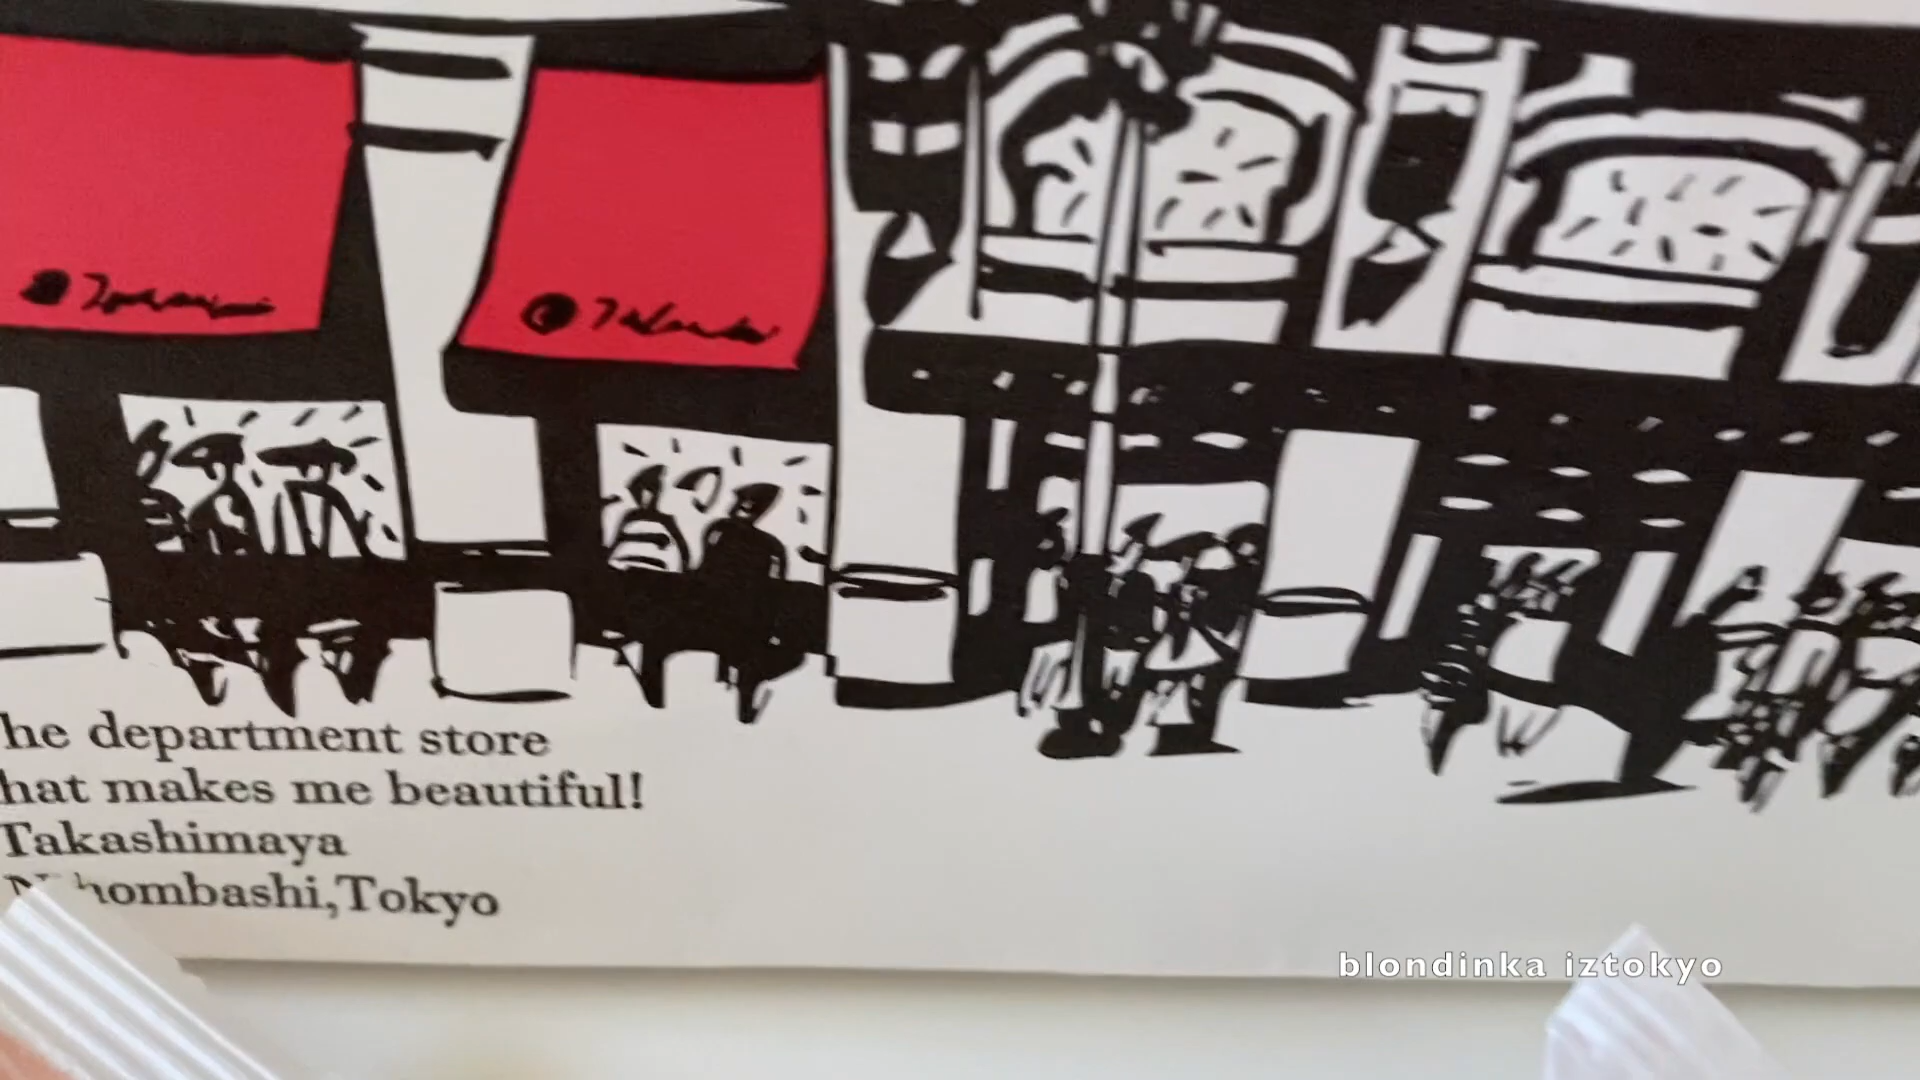 he department store
hat makes me beautiful!
Takashimaya
hombashi, Tokyo
blondinka iztokyo